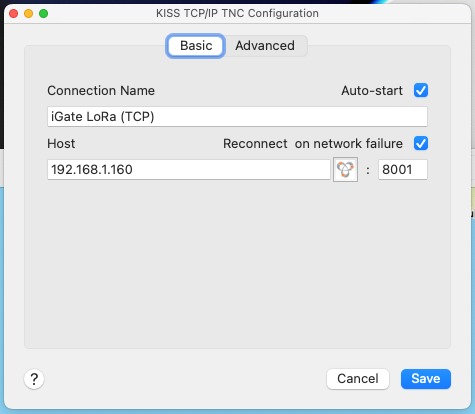 KISS TCP/IP TNC Configuration
Basic Advanced
Connection Name Auto-start
iGate LoRa (TCP)
Host Reconnect on network failure
192.168.1.160 : 8001
? Cancel Save